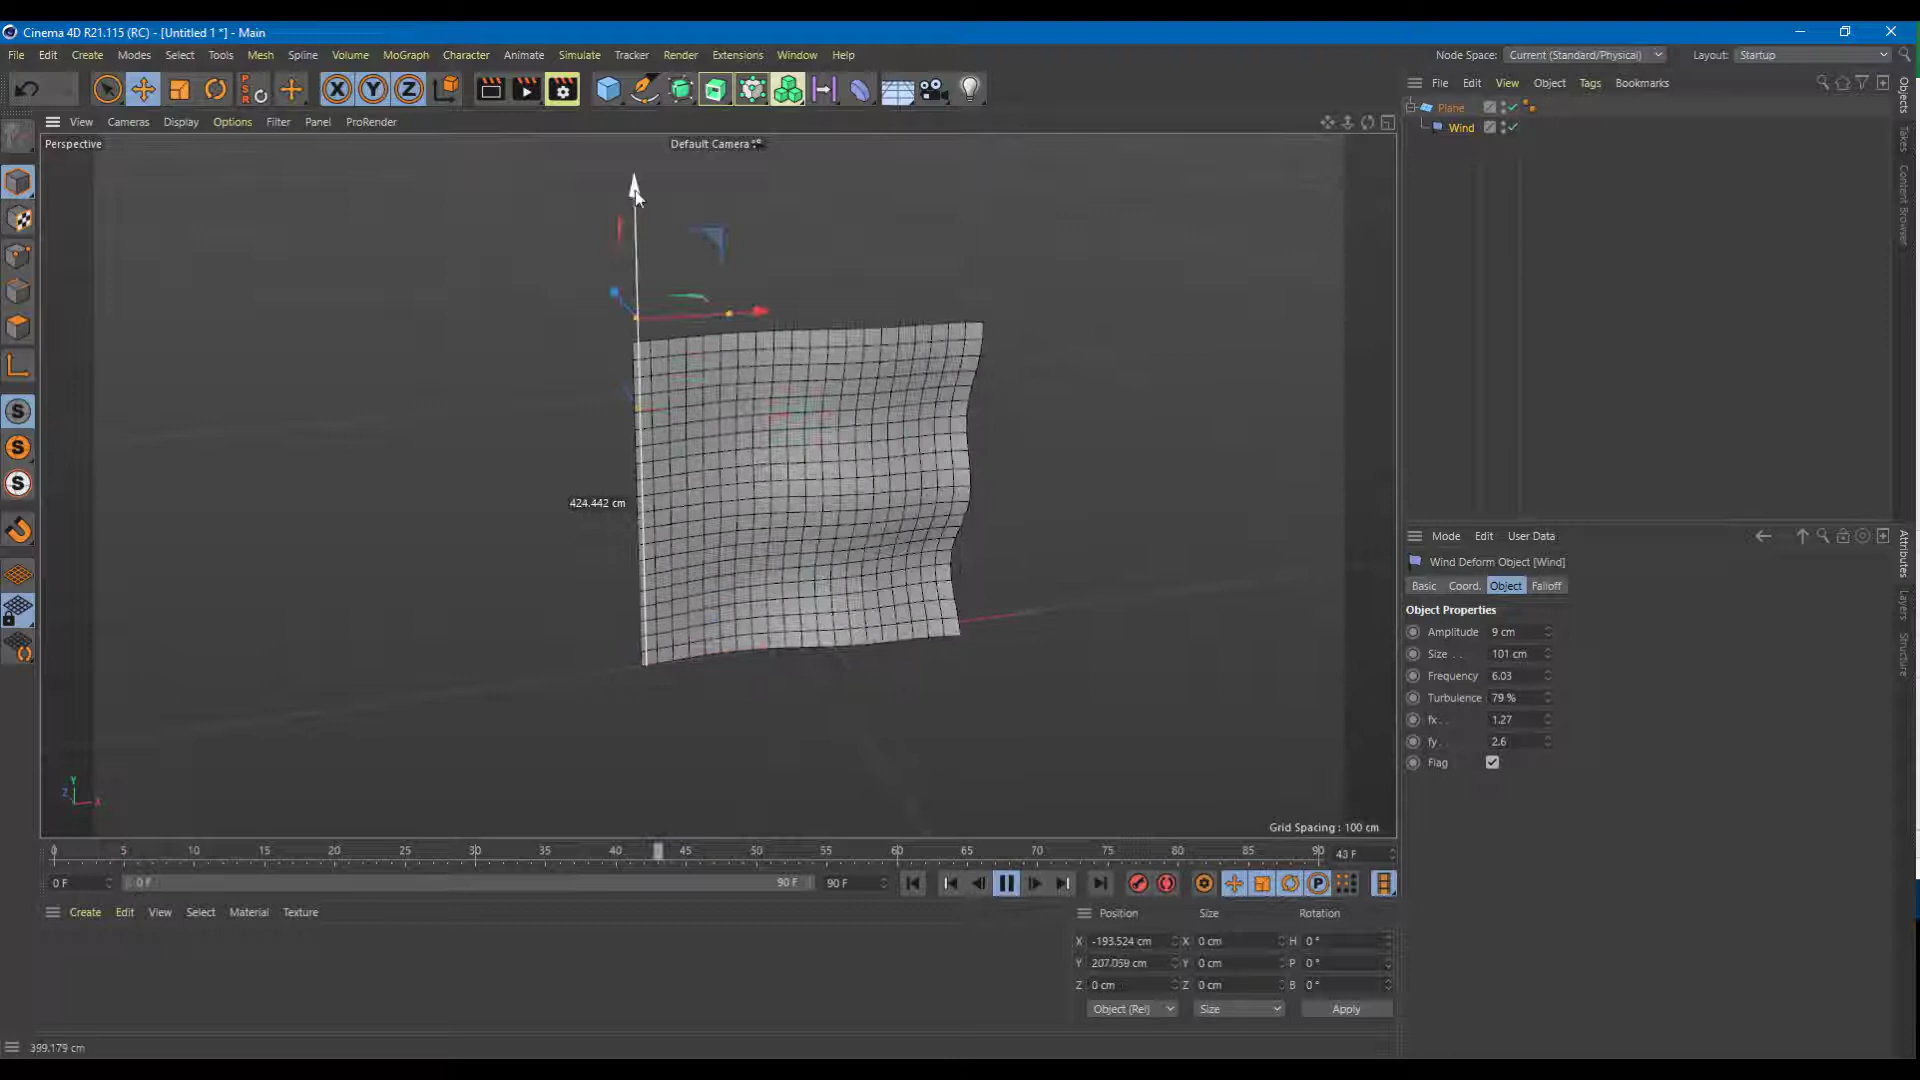 Cinema 4D R21.115 (RC) - [Untitled 1 *] - Main
File Edit Create Modes Select Tools Mesh Spline Volume MoGraph Character Animate Simulate Tracker Render Extensions Window Help
Node Space: Current (Standard/Physical) Layout: Startup
File Edit View Object Tags Bookmarks
View Cameras Display Options Filter Panel ProRender
Perspective
Default Camera
Plane
Wind
Objects
Takes
Content Browser
424.442 cm
Mode Edit User Data
Wind Deform Object [Wind]
Basic Coord. Object Falloff
Object Properties
Amplitude 9 cm
Size . . 101 cm
Frequency 6.03
Turbulence 79 %
fx . . 1.27
fy . . 2.6
Flag
Attributes
Layers
Structure
Y
Z X
Grid Spacing : 100 cm
0 5 10 15 20 25 30 35 40 45 50 55 60 65 70 75 80 85 90 43 F
0 F 0 F 90 F 90 F
Create Edit View Select Material Texture
Position Size Rotation
X -193.524 cm X 0 cm H 0 °
Y 207.059 cm Y 0 cm P 0 °
Z 0 cm Z 0 cm B 0 °
Object (Rel) Size Apply
399.179 cm